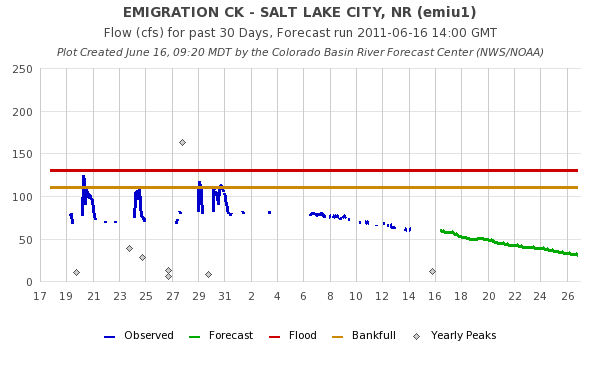 EMIGRATION CK - SALT LAKE CITY, NR (emiu1)
Flow (cfs) for past 30 Days, Forecast run 2011-06-16 14:00 GMT
Plot Created June 16, 09:20 MDT by the Colorado Basin River Forecast Center (NWS/NOAA)
250
200
150
100
50
0
17 19 21 23 25 27 29 31 2 4 6 8 10 12 14 16 18 20 22 24 26
Observed Forecast Flood Bankfull Yearly Peaks